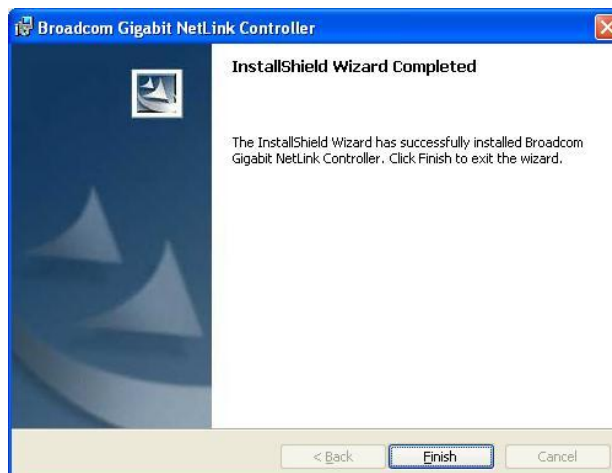 Broadcom Gigabit NetLink Controller
InstallShield Wizard Completed
The InstallShield Wizard has successfully installed Broadcom
Gigabit NetLink Controller. Click Finish to exit the wizard.
< Back Finish Cancel